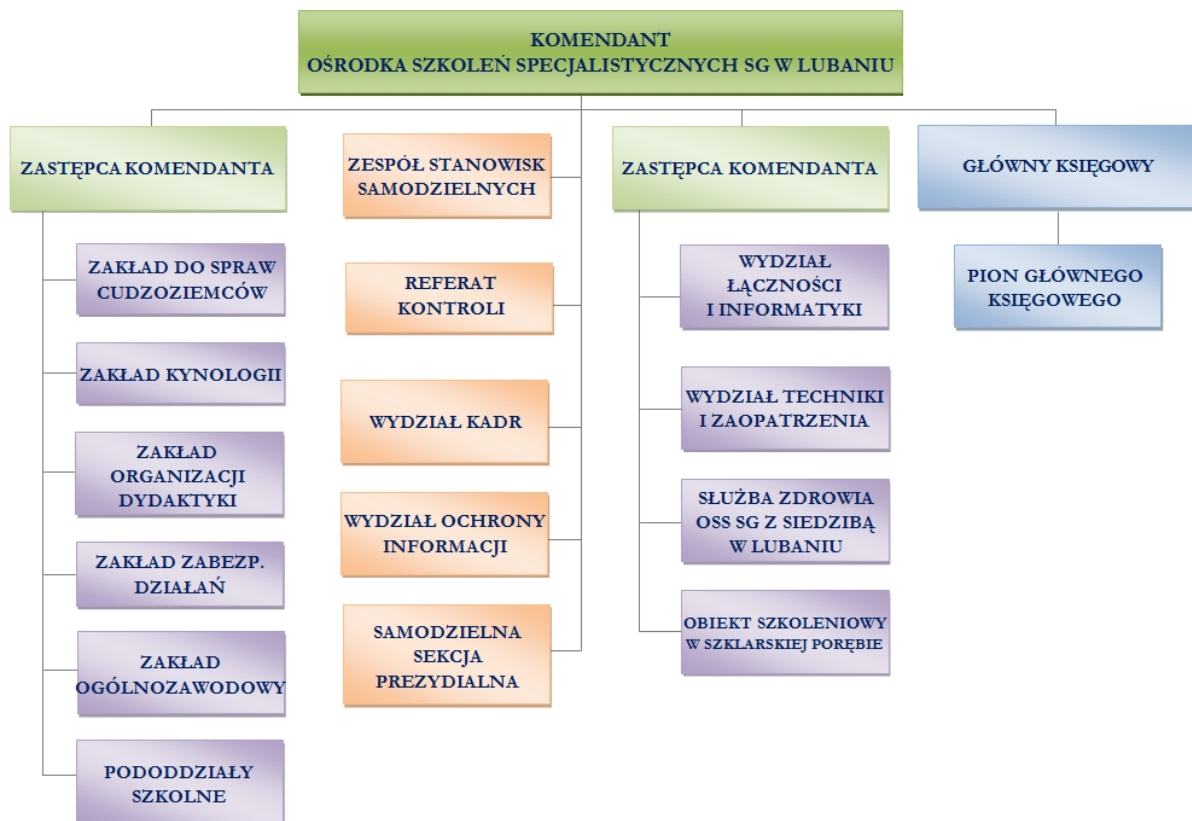 KOMENDANT
OŚRODKA SZKOLEŃ SPECJALISTYCZNYCH SG W LUBANIU
ZASTĘPCA KOMENDANTA
ZAKŁAD DO SPRAW
CUDZOZIEMCÓW
ZAKŁAD KYNOLOGII
ZAKŁAD
ORGANIZACJI
DYDAKTYKI
ZAKŁAD ZABEZP.
DZIAŁAŃ
ZAKŁAD
OGÓLNOZAWODOWY
PODODDZIAŁY
SZKOLNE
ZESPÓŁ STANOWISK
SAMODZIELNYCH
REFERAT
KONTROLI
WYDZIAŁ KADR
WYDZIAŁ OCHRONY
INFORMACJI
SAMODZIELNA
SEKCJA
PREZYDIALNA
ZASTĘPCA KOMENDANTA
WYDZIAŁ
ŁĄCZNOŚCI
I INFORMATYKI
WYDZIAŁ TECHNIKI
I ZAOPATRZENIA
SŁUŻBA ZDROWIA
OSS SG Z SIEDZIBĄ
W LUBANIU
OBIEKT SZKOLENIOWY
W SZKLARSKIEJ PORĘBIE
GŁÓWNY KSIĘGOWY
PION GŁÓWNEGO
KSIĘGOWEGO